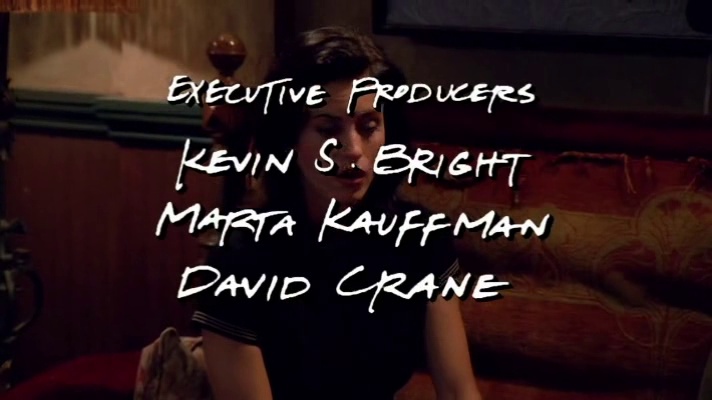 EXECUTIVE PRODUCERS
KEVIN S. BRIGHT
MARTA KAUFFMAN
DAVID CRANE